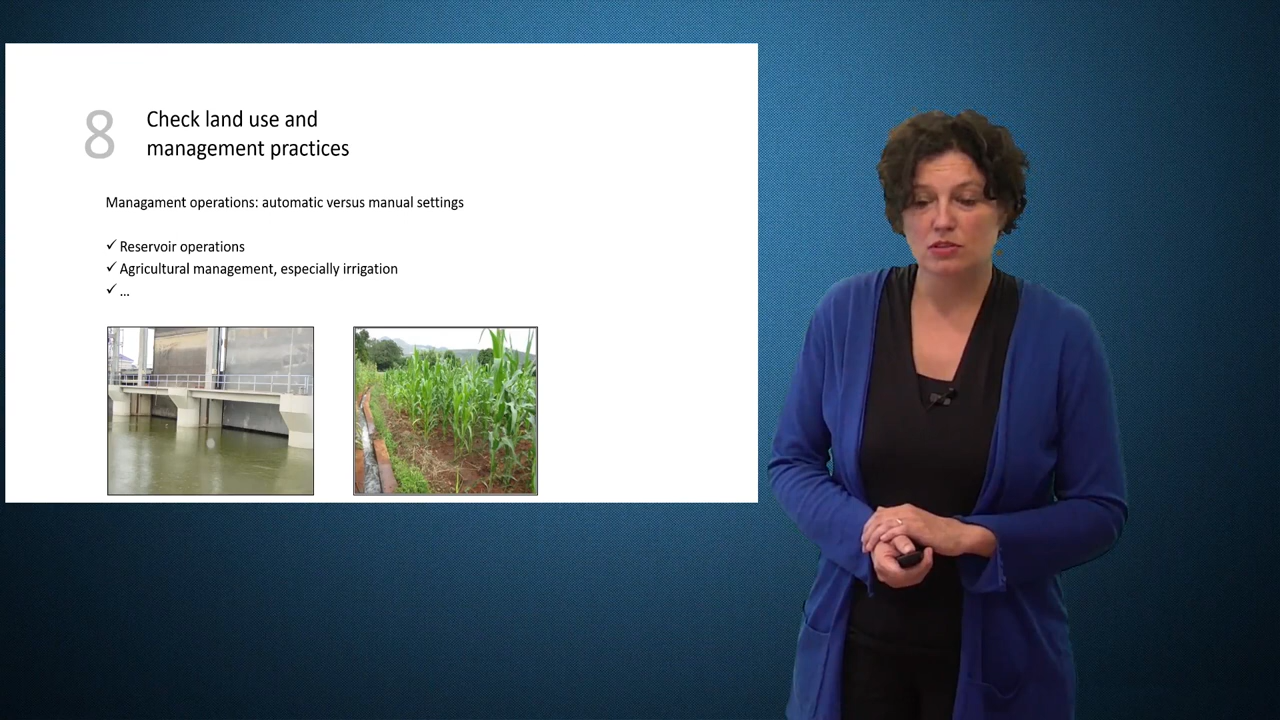 8
Check land use and
management practices
Managament operations: automatic versus manual settings
✓ Reservoir operations
✓ Agricultural management, especially irrigation
✓ ...